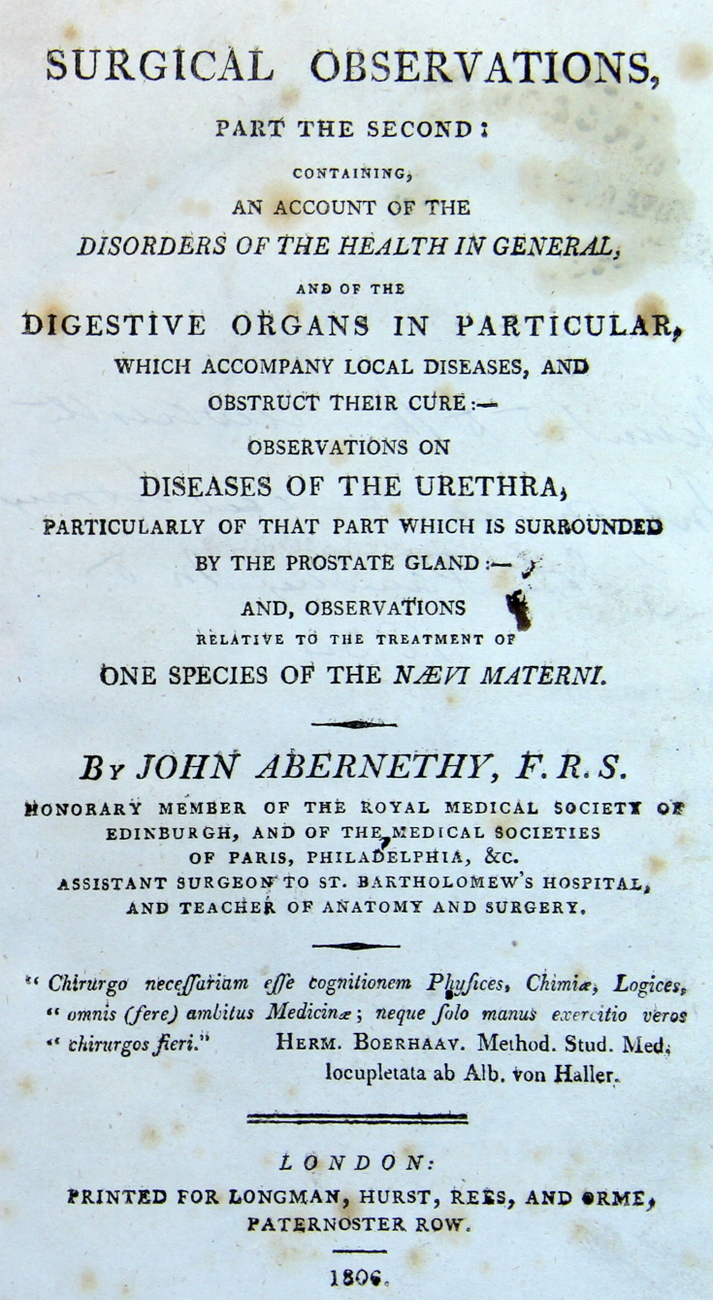 SURGICAL OBSERVATIONS,
PART THE SECOND:
CONTAINING,
AN ACCOUNT OF THE
DISORDERS OF THE HEALTH IN GENERAL,
AND OF THE
DIGESTIVE ORGANS IN PARTICULAR,
WHICH ACCOMPANY LOCAL DISEASES, AND
OBSTRUCT THEIR CURE:—
OBSERVATIONS ON
DISEASES OF THE URETHRA,
PARTICULARLY OF THAT PART WHICH IS SURROUNDED
BY THE PROSTATE GLAND:—
AND, OBSERVATIONS
RELATIVE TO THE TREATMENT OF
ONE SPECIES OF THE NÆVI MATERNI.
By JOHN ABERNETHY, F. R. S.
HONORARY MEMBER OF THE ROYAL MEDICAL SOCIETY OF
EDINBURGH, AND OF THE MEDICAL SOCIETIES
OF PARIS, PHILADELPHIA, &c.
ASSISTANT SURGEON TO ST. BARTHOLOMEW'S HOSPITAL,
AND TEACHER OF ANATOMY AND SURGERY.
“ Chirurgo neceſſariam eſſe cognitionem Phyſices, Chimiæ, Logices,
“ omnis (fere) ambitus Medicinæ; neque ſolo manus exercitio veros
“ chirurgos fieri.” HERM. BOERHAAV. Method. Stud. Med.
locupletata ab Alb. von Haller.
LONDON:
PRINTED FOR LONGMAN, HURST, REES, AND ORME,
PATERNOSTER ROW.
1806.